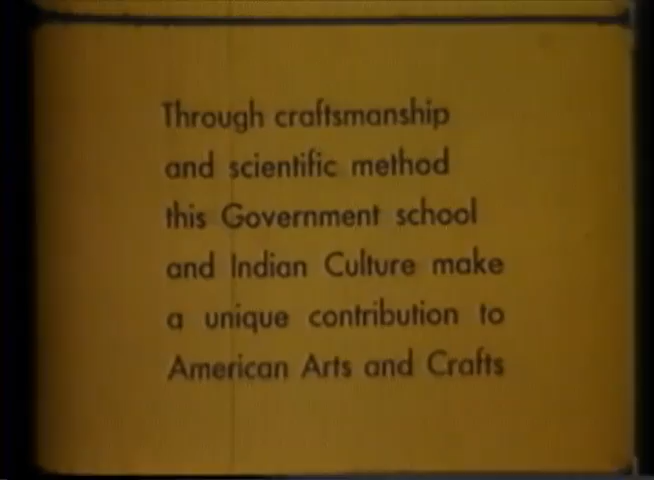 Through craftsmanship
and scientific method
this Government school
and Indian Culture make
a unique contribution to
American Arts and Crafts